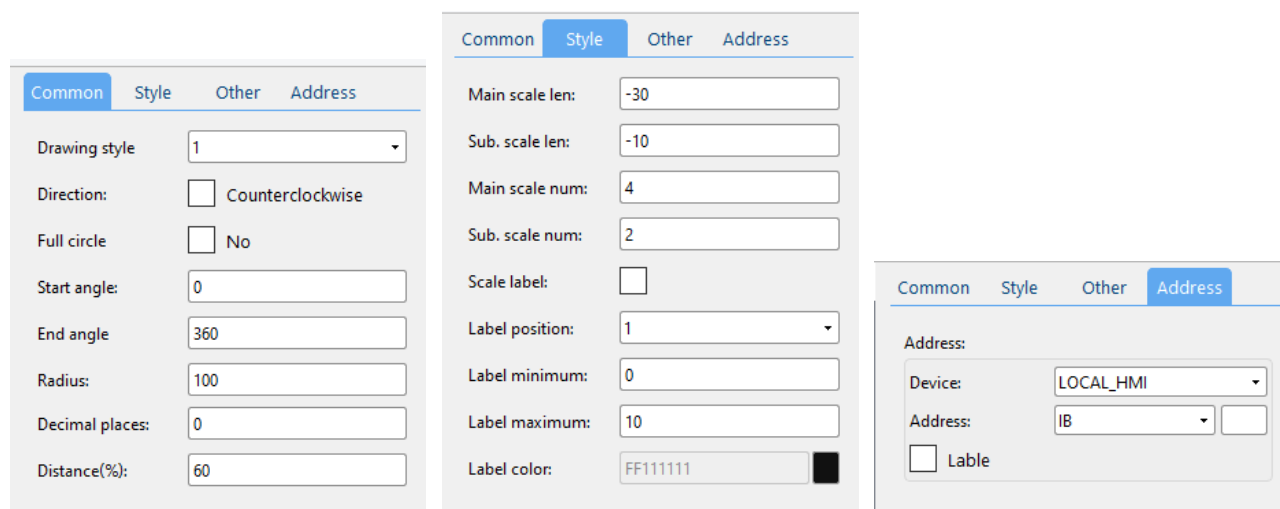 Common Style Other Address
Drawing style 1
Direction: Counterclockwise
Full circle No
Start angle: 0
End angle 360
Radius: 100
Decimal places: 0
Distance(%): 60
Common Style Other Address
Main scale len: -30
Sub. scale len: -10
Main scale num: 4
Sub. scale num: 2
Scale label:
Label position: 1
Label minimum: 0
Label maximum: 10
Label color: FF111111
Common Style Other Address
Address:
Device: LOCAL_HMI
Address: IB
Lable